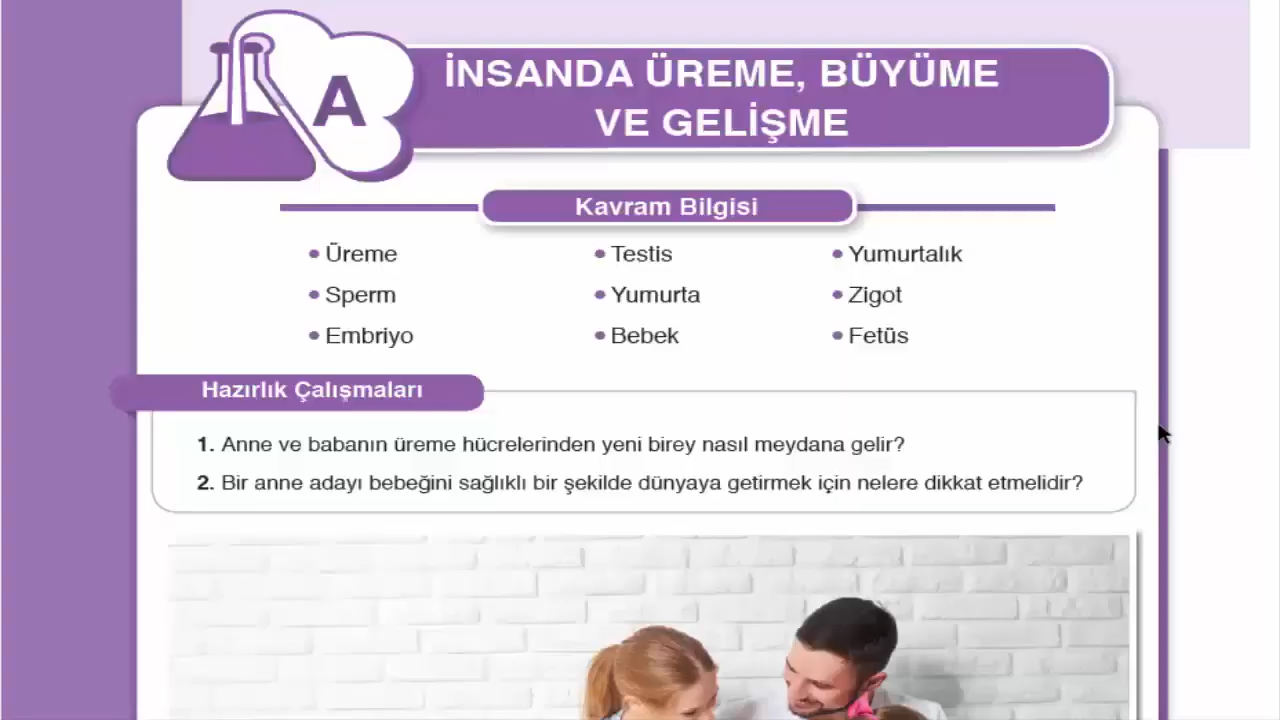 A
İNSANDA ÜREME, BÜYÜME
VE GELİŞME
Kavram Bilgisi
• Üreme
• Testis
• Yumurtalık
• Sperm
• Yumurta
• Zigot
• Embriyo
• Bebek
• Fetüs
Hazırlık Çalışmaları
1. Anne ve babanın üreme hücrelerinden yeni birey nasıl meydana gelir?
2. Bir anne adayı bebeğini sağlıklı bir şekilde dünyaya getirmek için nelere dikkat etmelidir?